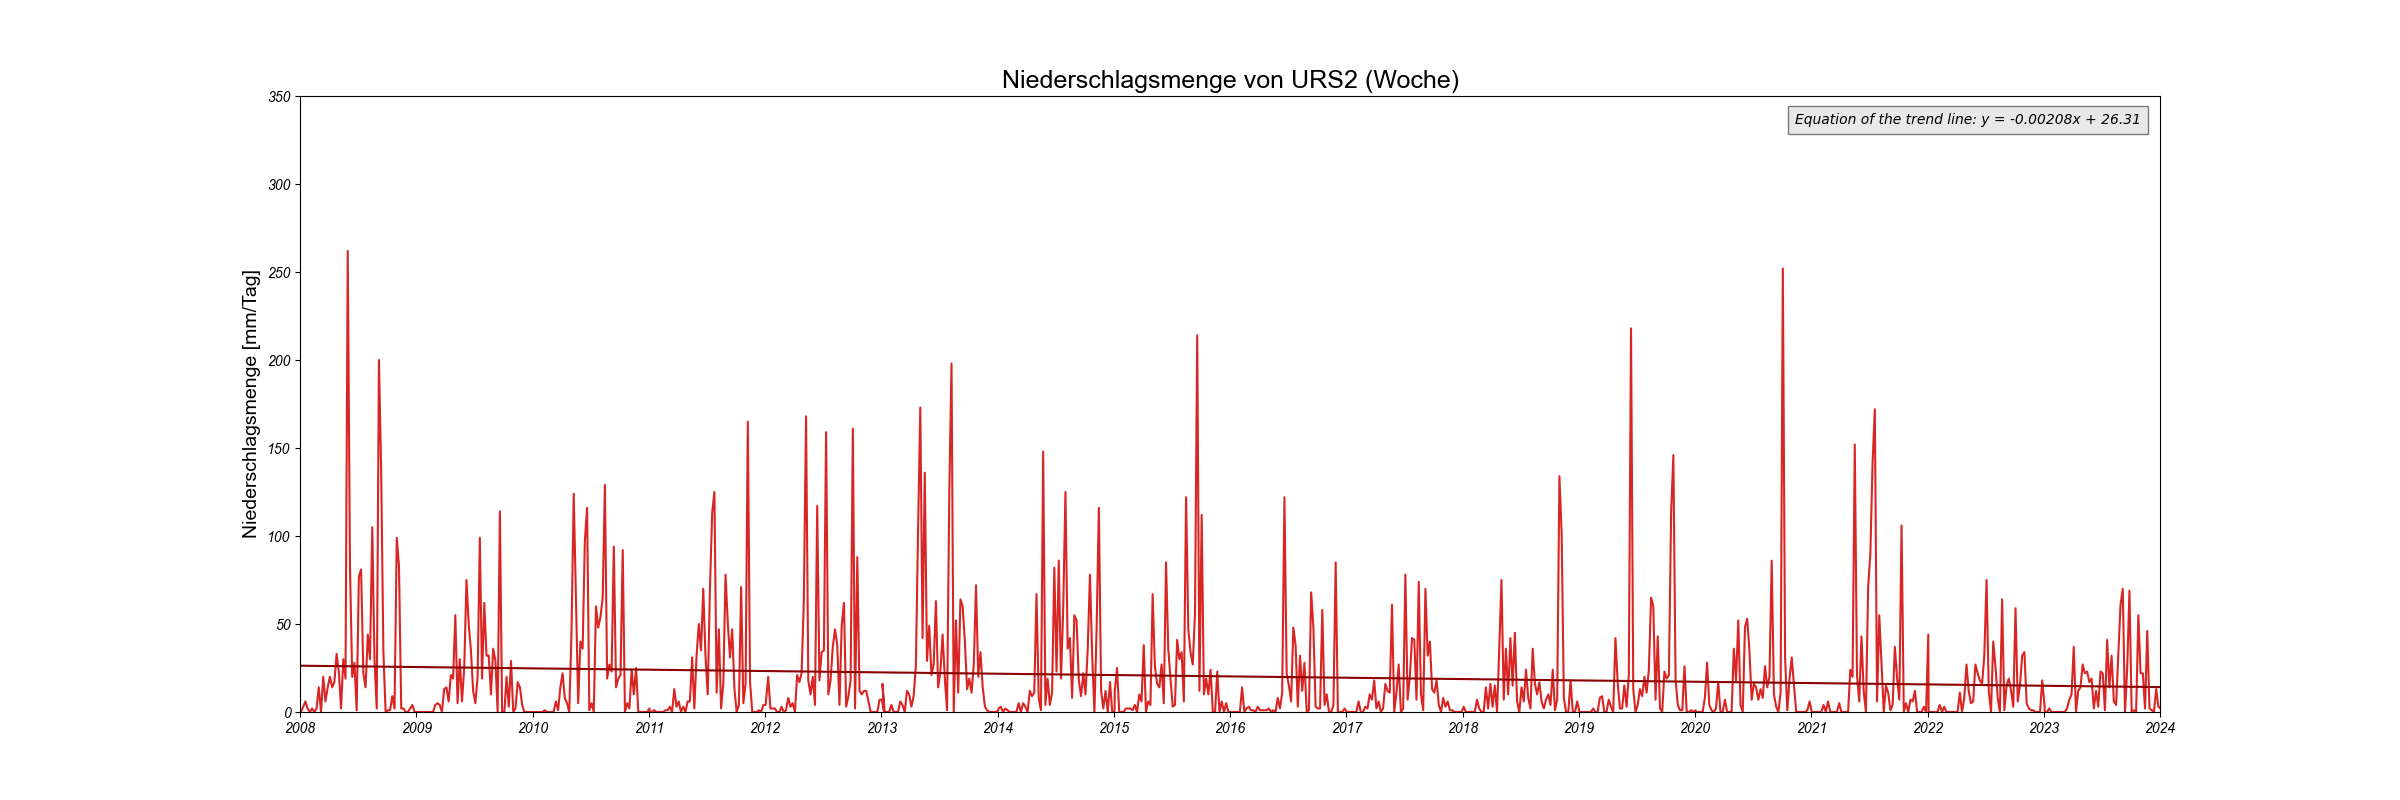 Niederschlagsmenge von URS2 (Woche)
Equation of the trend line: y = -0.00208x + 26.31
Niederschlagsmenge [mm/Tag]
350
300
250
200
150
100
50
0
2008 2009 2010 2011 2012 2013 2014 2015 2016 2017 2018 2019 2020 2021 2022 2023 2024